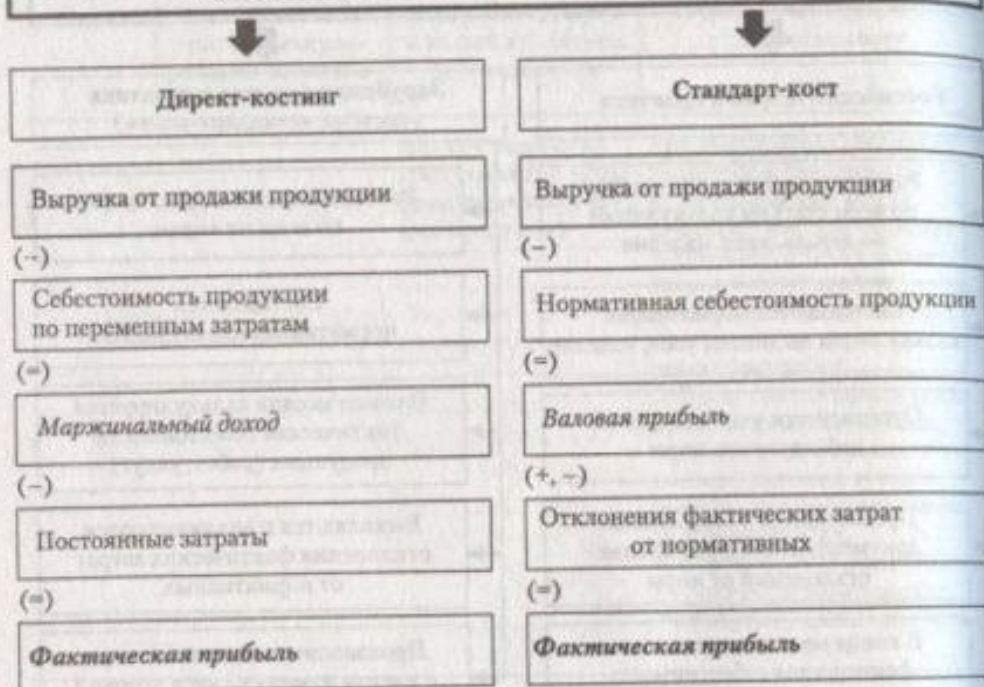 Директ-костинг
Выручка от продажи продукции
(−)
Себестоимость продукции
по переменным затратам
(=)
Маржинальный доход
(−)
Постоянные затраты
(=)
Фактическая прибыль
Стандарт-кост
Выручка от продажи продукции
(−)
Нормативная себестоимость продукции
(=)
Валовая прибыль
(+, −)
Отклонения фактических затрат
от нормативных
(=)
Фактическая прибыль